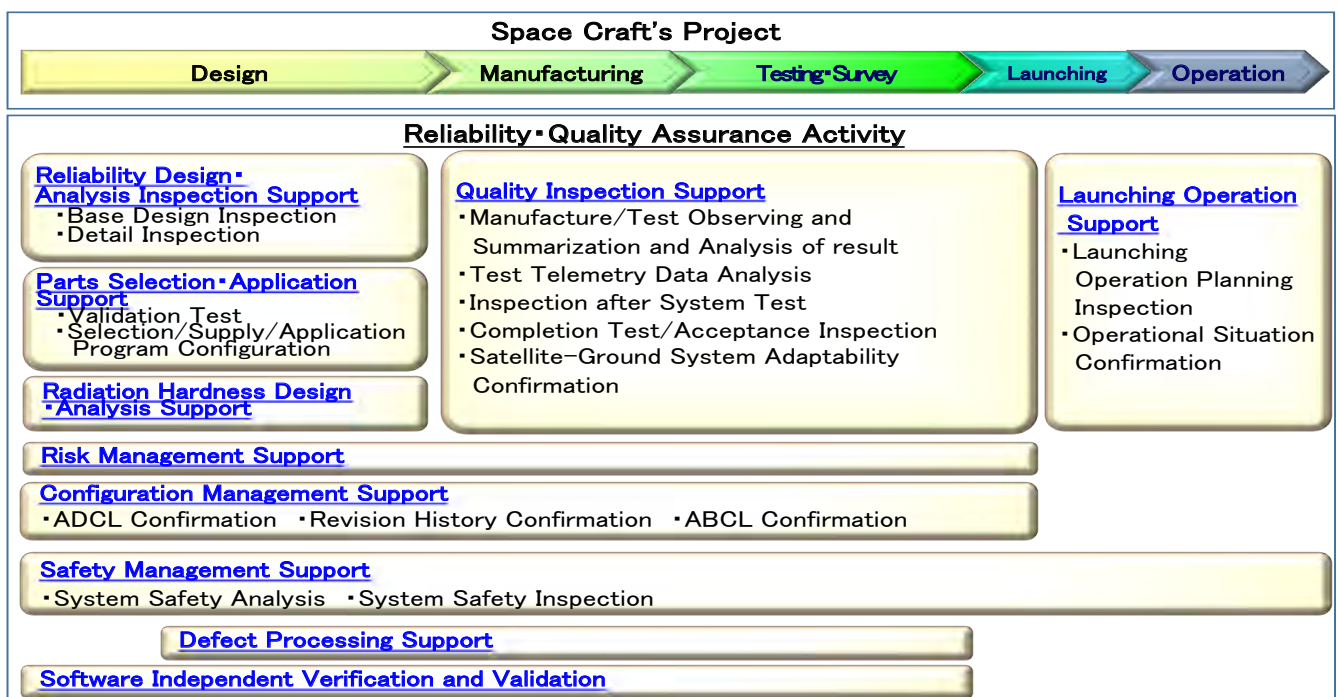 Space Craft's Project
Design
Manufacturing
Testing・Survey
Launching
Operation
Reliability・Quality Assurance Activity
Reliability Design・
Analysis Inspection Support
・Base Design Inspection
・Detail Inspection
Parts Selection・Application
Support
・Validation Test
・Selection/Supply/Application
Program Configuration
Radiation Hardness Design
・Analysis Support
Quality Inspection Support
・Manufacture/Test Observing and
Summarization and Analysis of result
・Test Telemetry Data Analysis
・Inspection after System Test
・Completion Test/Acceptance Inspection
・Satellite-Ground System Adaptability
Confirmation
Launching Operation
Support
・Launching
Operation Planning
Inspection
・Operational Situation
Confirmation
Risk Management Support
Configuration Management Support
・ADCL Confirmation ・Revision History Confirmation ・ABCL Confirmation
Safety Management Support
・System Safety Analysis ・System Safety Inspection
Defect Processing Support
Software Independent Verification and Validation